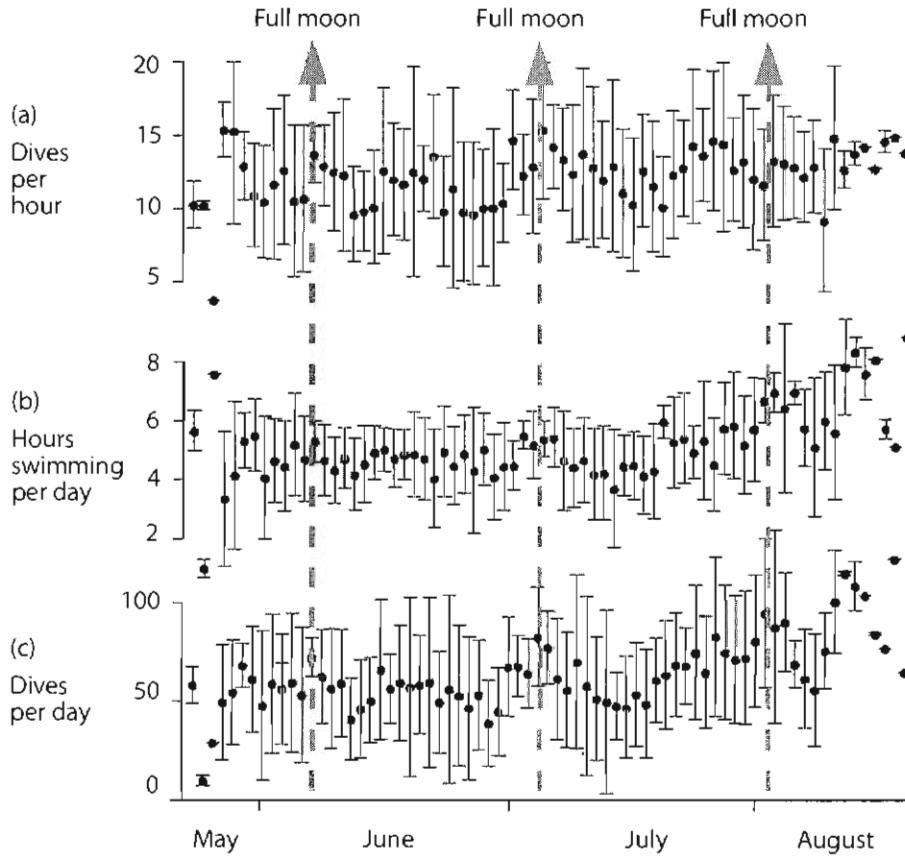 Full moon Full moon Full moon
(a)
Dives
per
hour
20
15
10
5
(b)
Hours
swimming
per day
8
6
4
2
(c)
Dives
per day
100
50
0
May June July August